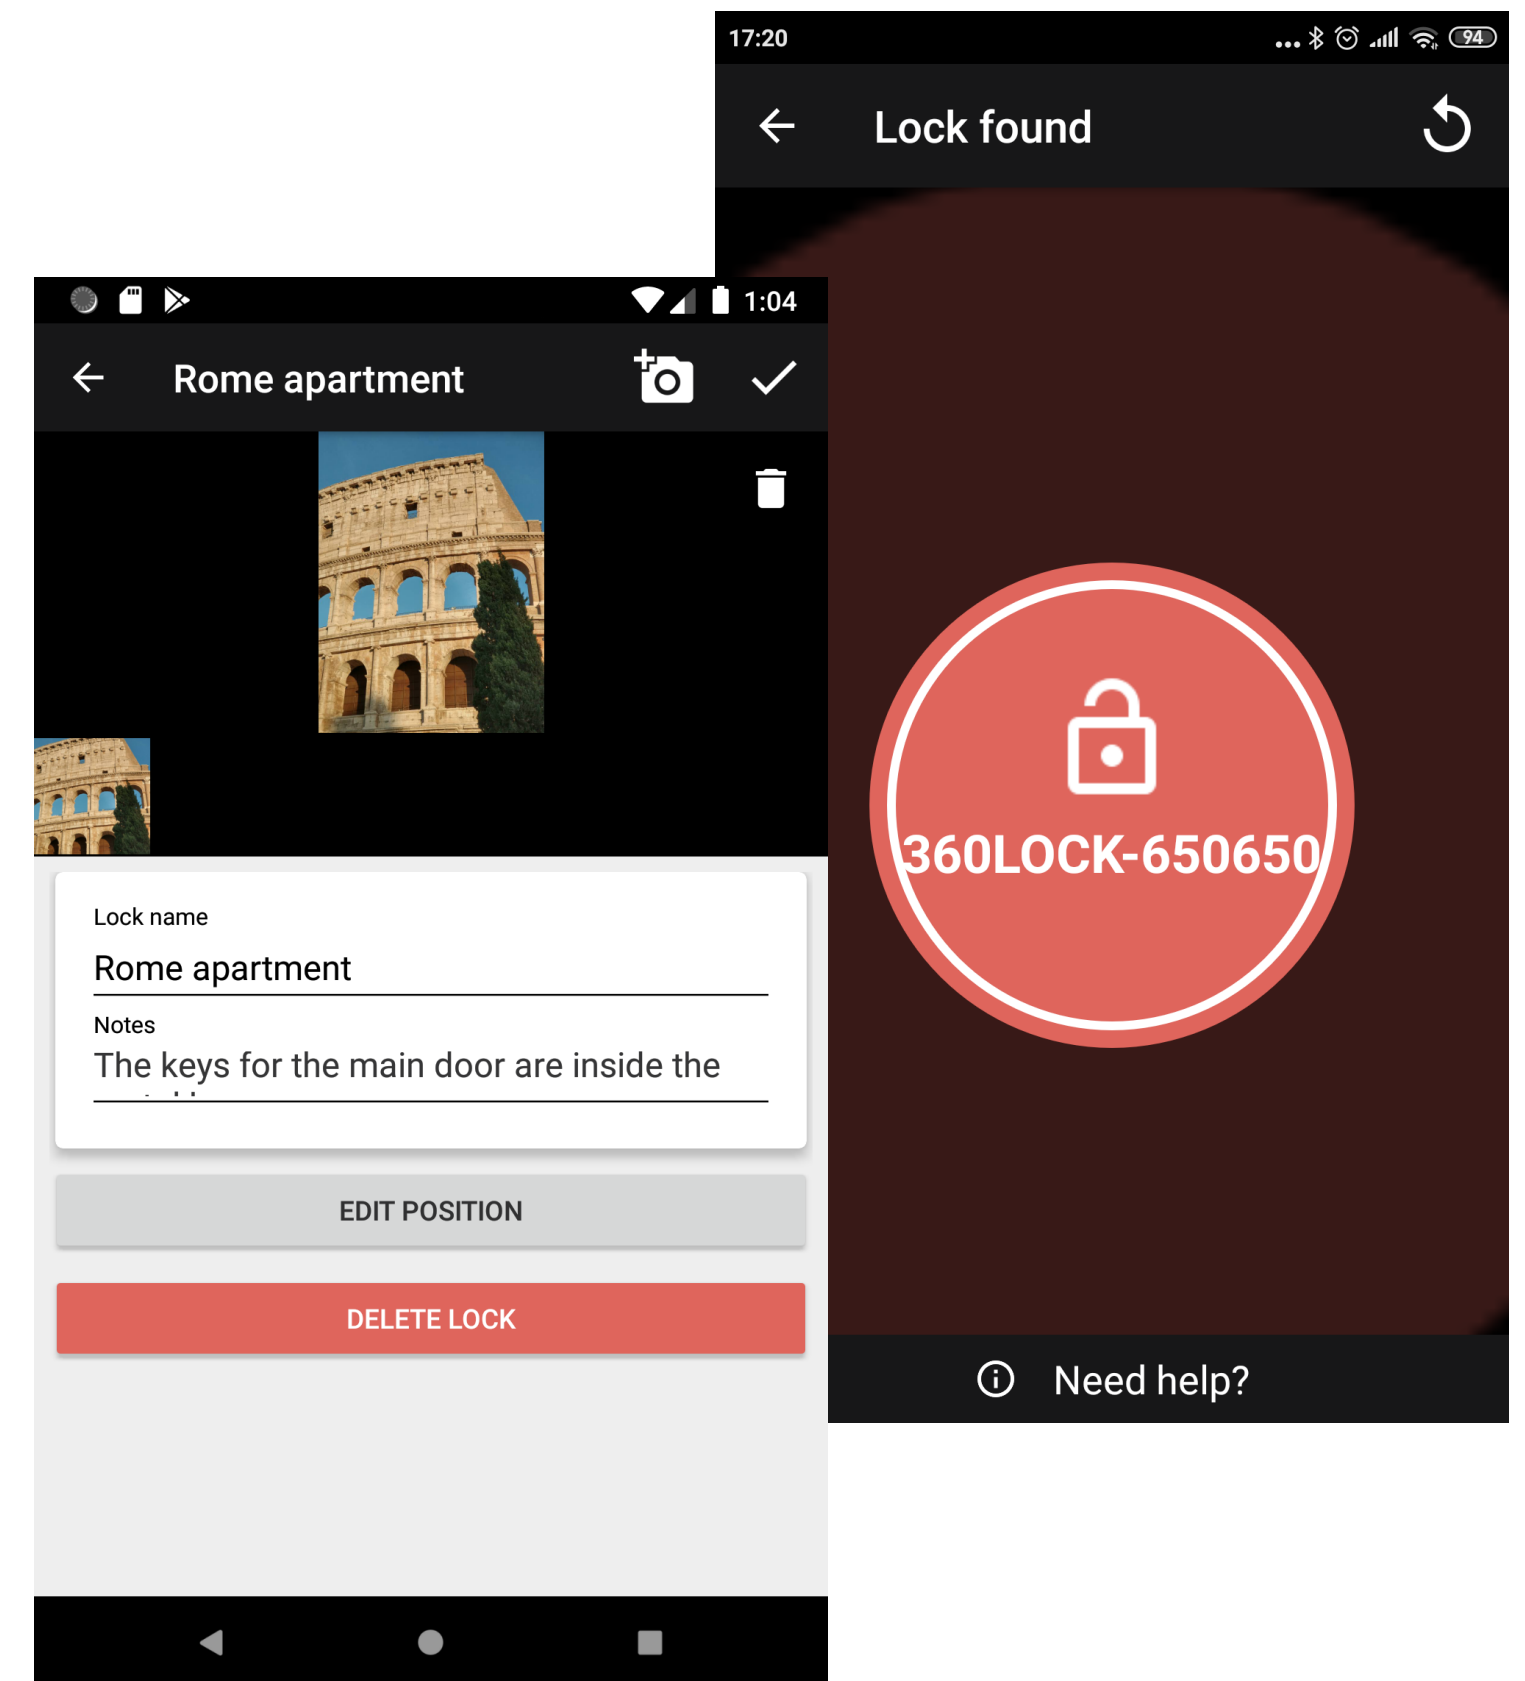 17:20
94
Lock found
360LOCK-650650
Need help?
1:04
Rome apartment
Lock name
Rome apartment
Notes
The keys for the main door are inside the
EDIT POSITION
DELETE LOCK